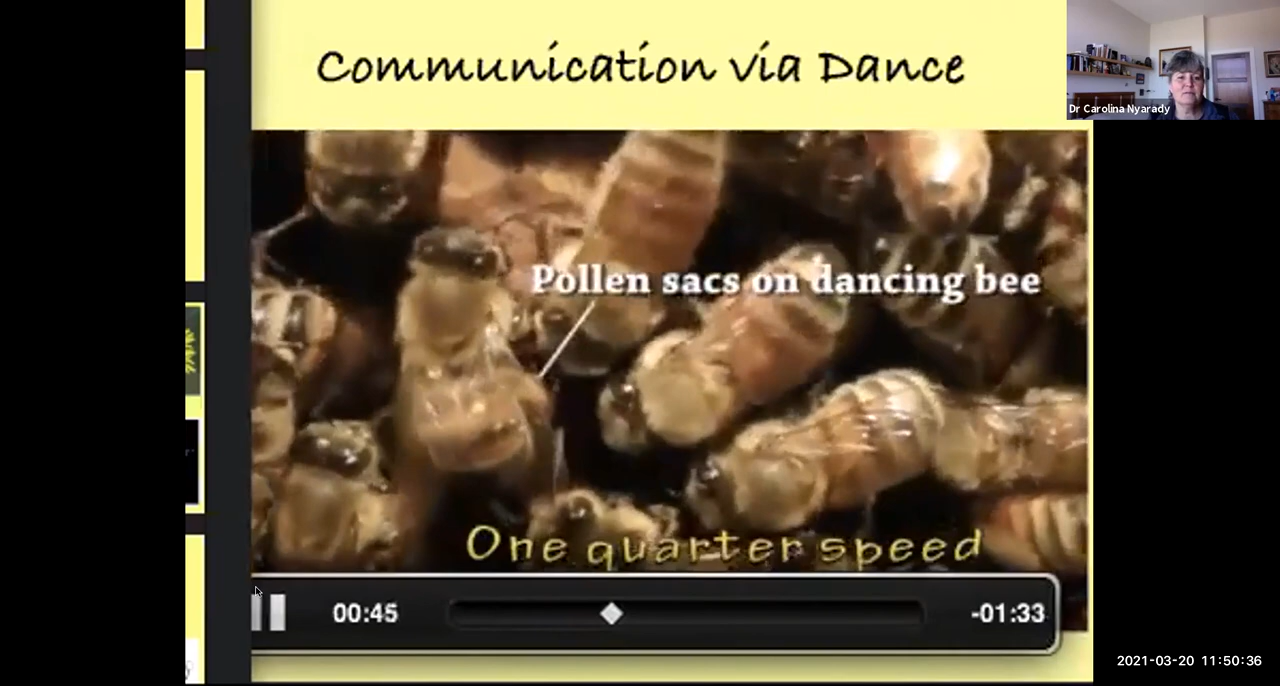 Communication via Dance
Dr Carolina Nyarady
Pollen sacs on dancing bee
One quarter speed
00:45
-01:33
2021-03-20 11:50:36